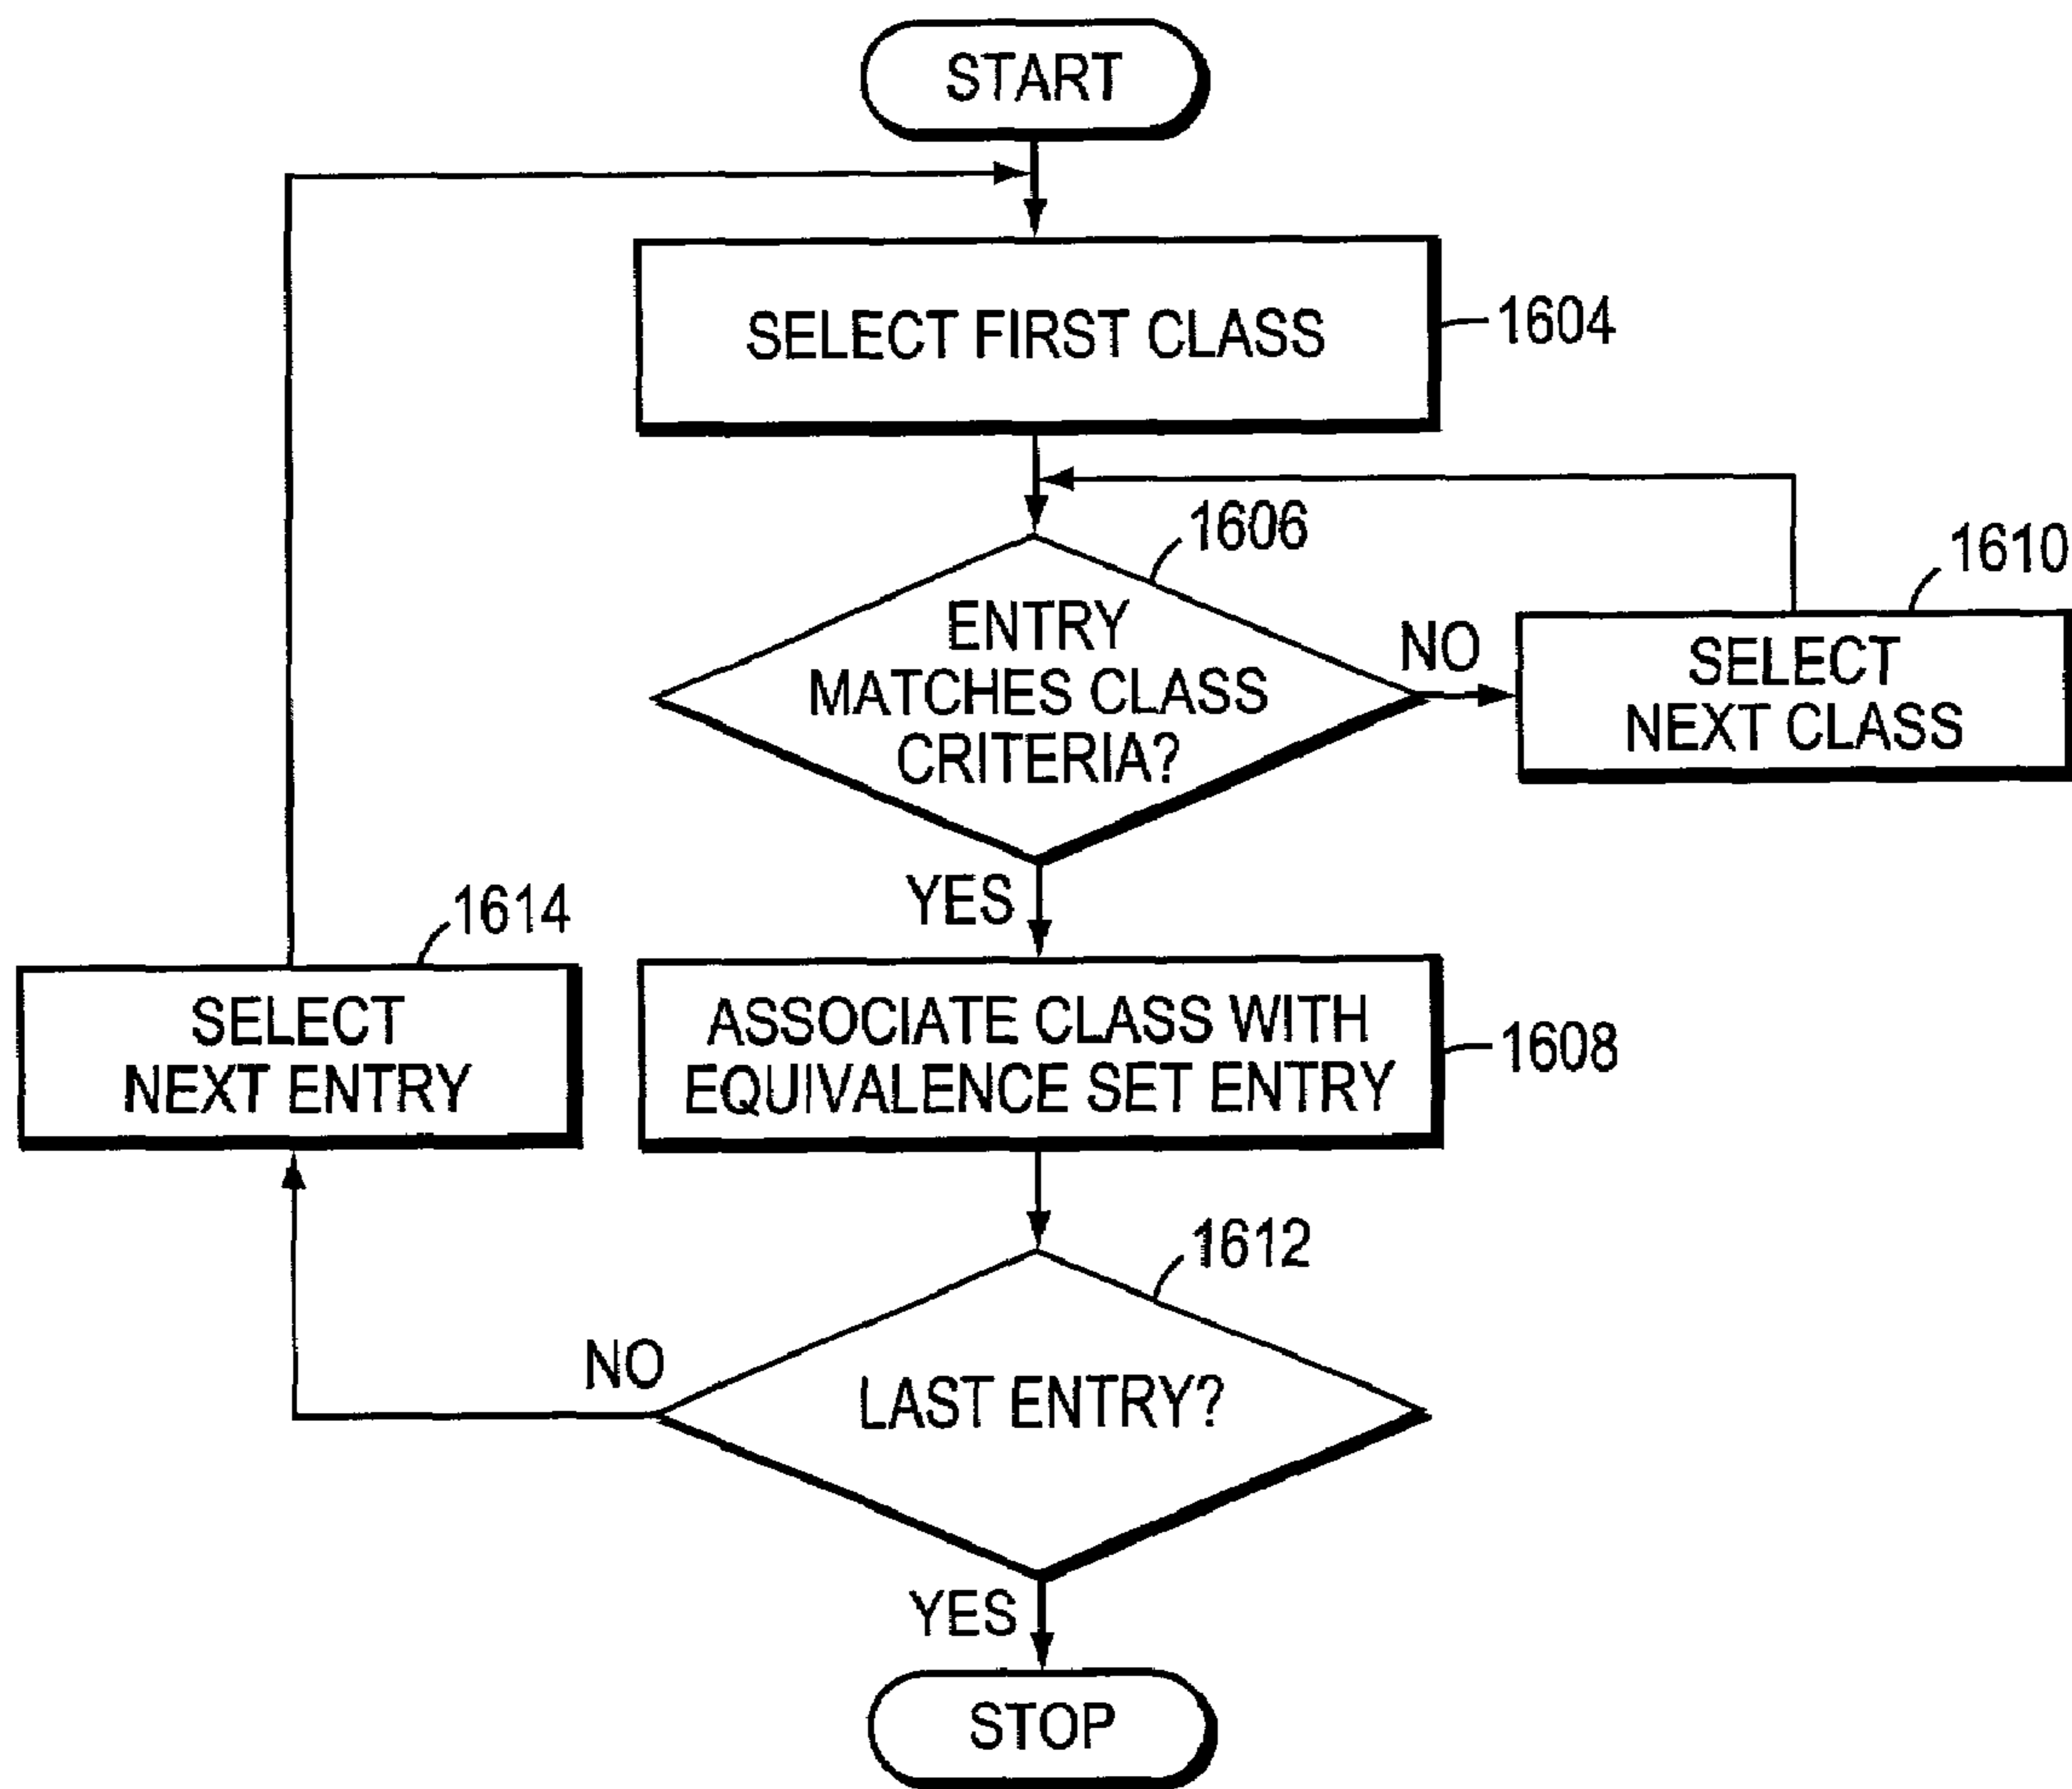 START
SELECT FIRST CLASS
1604
1606
ENTRY
MATCHES CLASS
CRITERIA?
NO
1610
SELECT
NEXT CLASS
YES
1614
SELECT
NEXT ENTRY
ASSOCIATE CLASS WITH
EQUIVALENCE SET ENTRY
1608
1612
NO
LAST ENTRY?
YES
STOP